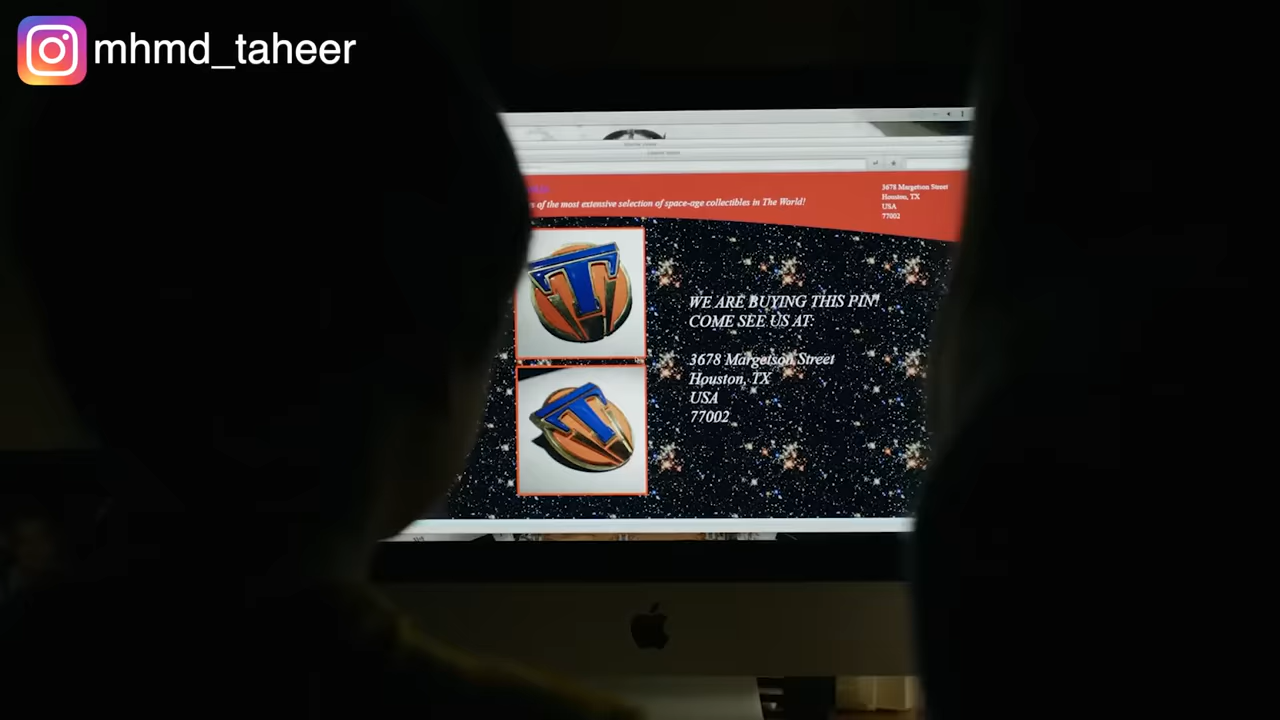 mhmd_taheer
of the most extensive selection of space-age collectibles in The World!
3678 Margetson Street
Houston, TX
USA
77002
WE ARE BUYING THIS PIN!
COME SEE US AT:
3678 Margetson Street
Houston, TX
USA
77002